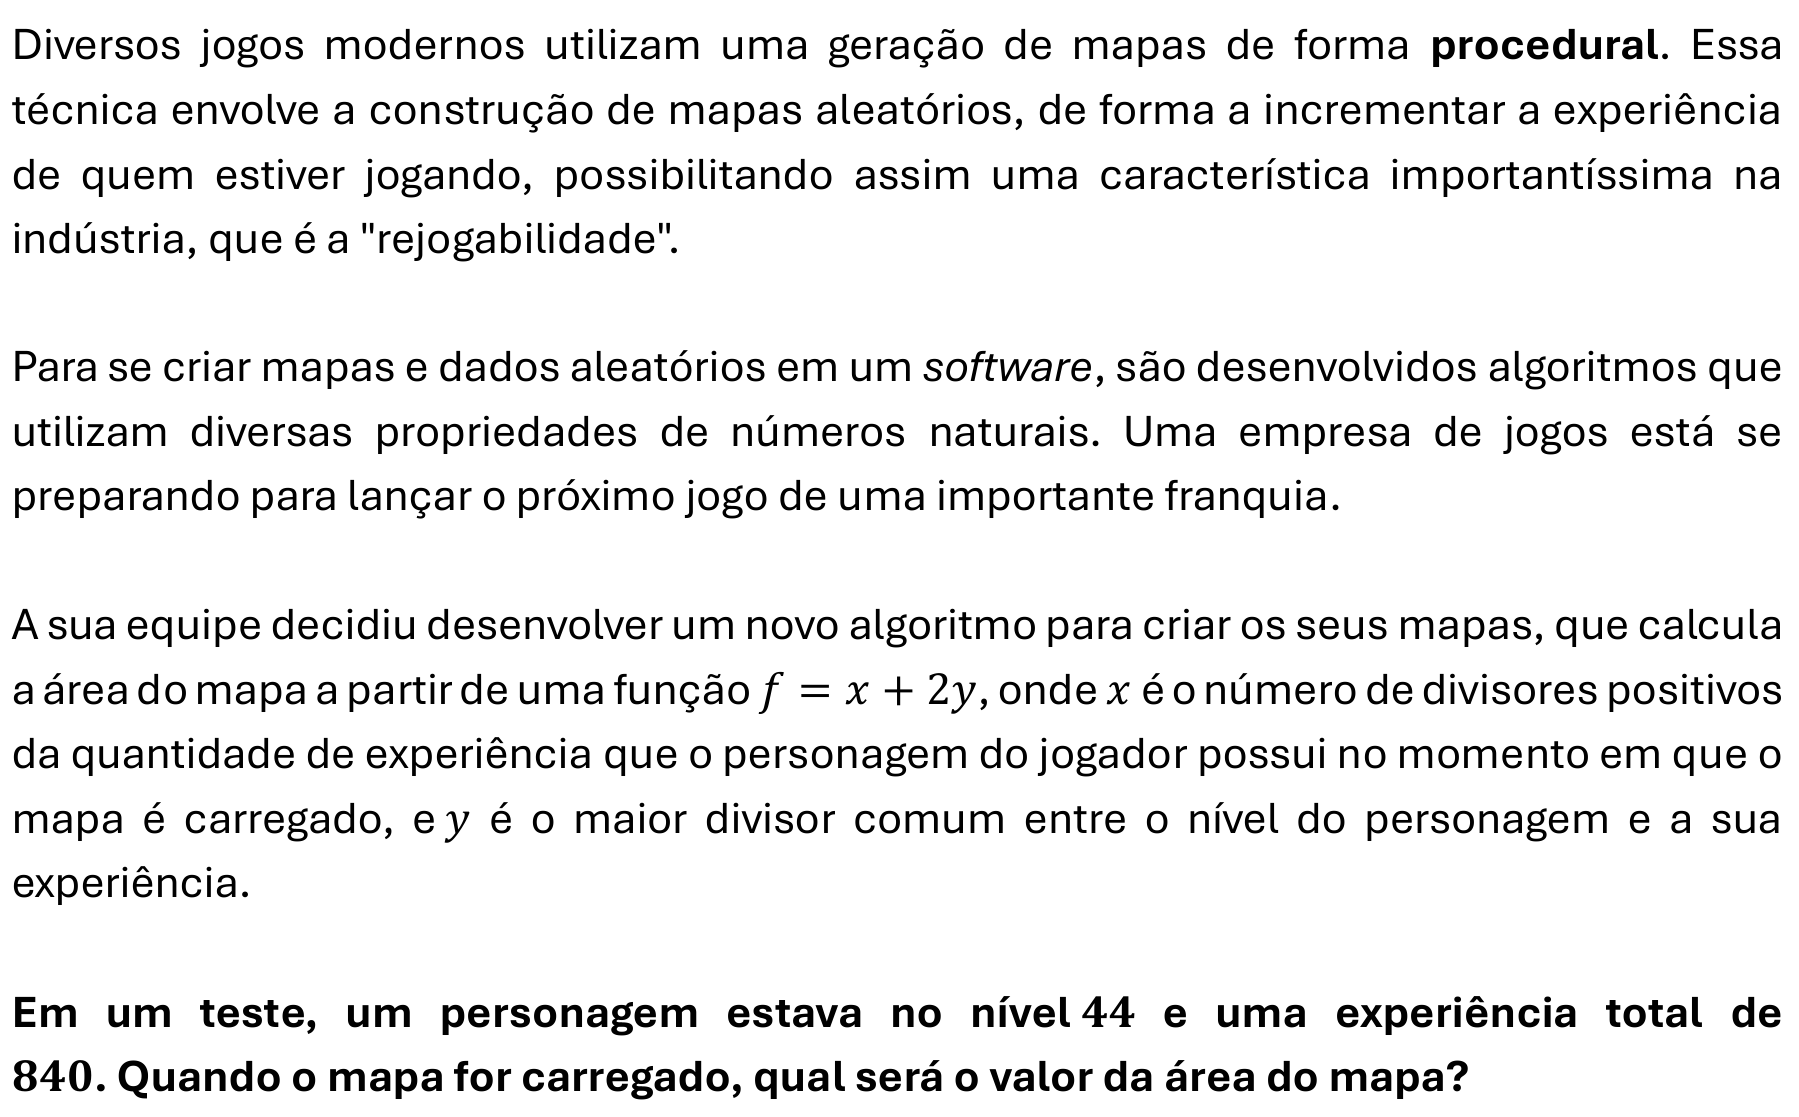 Diversos jogos modernos utilizam uma geração de mapas de forma procedural. Essa
técnica envolve a construção de mapas aleatórios, de forma a incrementar a experiência
de quem estiver jogando, possibilitando assim uma característica importantíssima na
indústria, que é a "rejogabilidade".
Para se criar mapas e dados aleatórios em um software, são desenvolvidos algoritmos que
utilizam diversas propriedades de números naturais. Uma empresa de jogos está se
preparando para lançar o próximo jogo de uma importante franquia.
A sua equipe decidiu desenvolver um novo algoritmo para criar os seus mapas, que calcula
a área do mapa a partir de uma função f = x + 2y, onde x é o número de divisores positivos
da quantidade de experiência que o personagem do jogador possui no momento em que o
mapa é carregado, e y é o maior divisor comum entre o nível do personagem e a sua
experiência.
Em um teste, um personagem estava no nível 44 e uma experiência total de
840. Quando o mapa for carregado, qual será o valor da área do mapa?